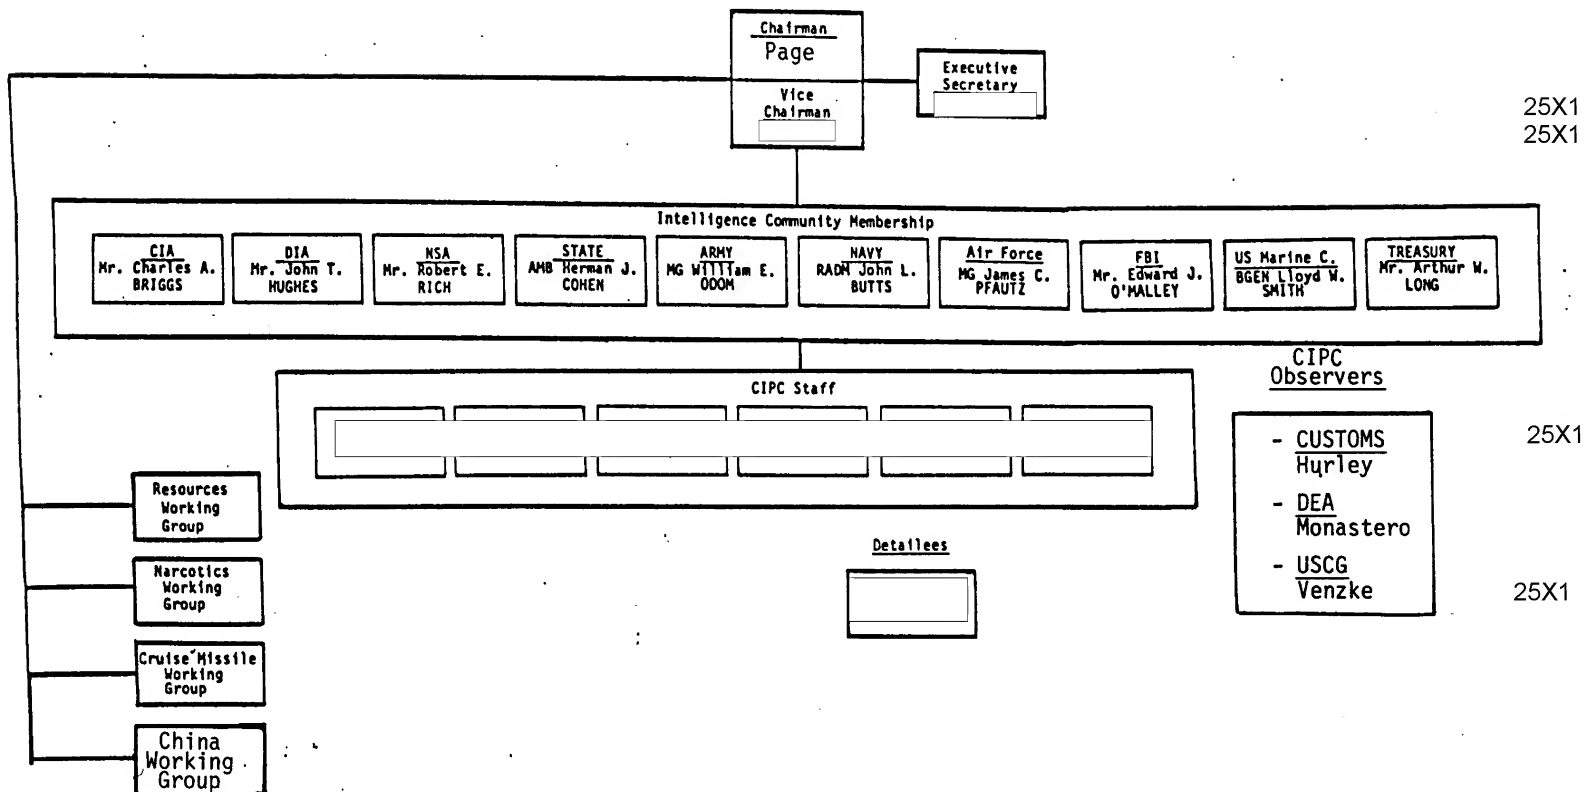 Chairman
Page
Vice
Chairman
Executive
Secretary
25X1
25X1
Intelligence Community Membership
CIA
Mr. Charles A.
BRIGGS
DIA
Mr. John T.
HUGHES
NSA
Mr. Robert E.
RICH
STATE
AMB Herman J.
COHEN
ARMY
MG William E.
ODOM
NAVY
RADM John L.
BUTTS
Air Force
MG James C.
PFAUTZ
FBI
Mr. Edward J.
O'MALLEY
US Marine C.
BGEN Lloyd W.
SMITH
TREASURY
Mr. Arthur W.
LONG
CIPC Staff
CIPC
Observers
- CUSTOMS
Hurley
- DEA
Monastero
- USCG
Venzke
25X1
25X1
Detailees
Resources
Working
Group
Narcotics
Working
Group
Cruise Missile
Working
Group
China
Working
Group